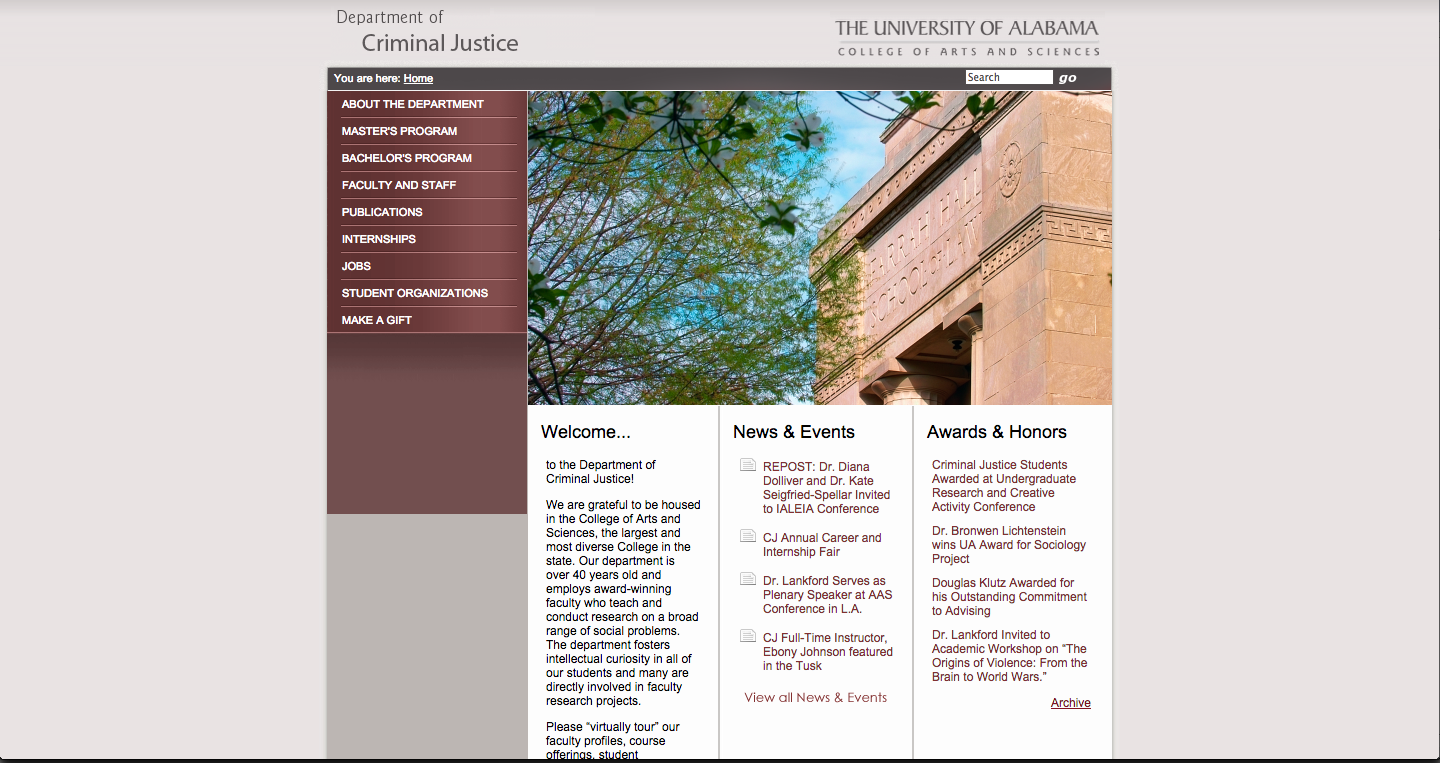 Department of
Criminal Justice
THE UNIVERSITY OF ALABAMA
COLLEGE OF ARTS AND SCIENCES
You are here: Home
Search
go
ABOUT THE DEPARTMENT
MASTER'S PROGRAM
BACHELOR'S PROGRAM
FACULTY AND STAFF
PUBLICATIONS
INTERNSHIPS
JOBS
STUDENT ORGANIZATIONS
MAKE A GIFT
FARRAH HALL
SCHOOL OF LAW
Welcome...
to the Department of
Criminal Justice!
We are grateful to be housed
in the College of Arts and
Sciences, the largest and
most diverse College in the
state. Our department is
over 40 years old and
employs award-winning
faculty who teach and
conduct research on a broad
range of social problems.
The department fosters
intellectual curiosity in all of
our students and many are
directly involved in faculty
research projects.
Please “virtually tour” our
faculty profiles, course
offerings, student
News & Events
REPOST: Dr. Diana
Dolliver and Dr. Kate
Seigfried-Spellar Invited
to IALEIA Conference
CJ Annual Career and
Internship Fair
Dr. Lankford Serves as
Plenary Speaker at AAS
Conference in L.A.
CJ Full-Time Instructor,
Ebony Johnson featured
in the Tusk
View all News & Events
Awards & Honors
Criminal Justice Students
Awarded at Undergraduate
Research and Creative
Activity Conference
Dr. Bronwen Lichtenstein
wins UA Award for Sociology
Project
Douglas Klutz Awarded for
his Outstanding Commitment
to Advising
Dr. Lankford Invited to
Academic Workshop on “The
Origins of Violence: From the
Brain to World Wars.”
Archive